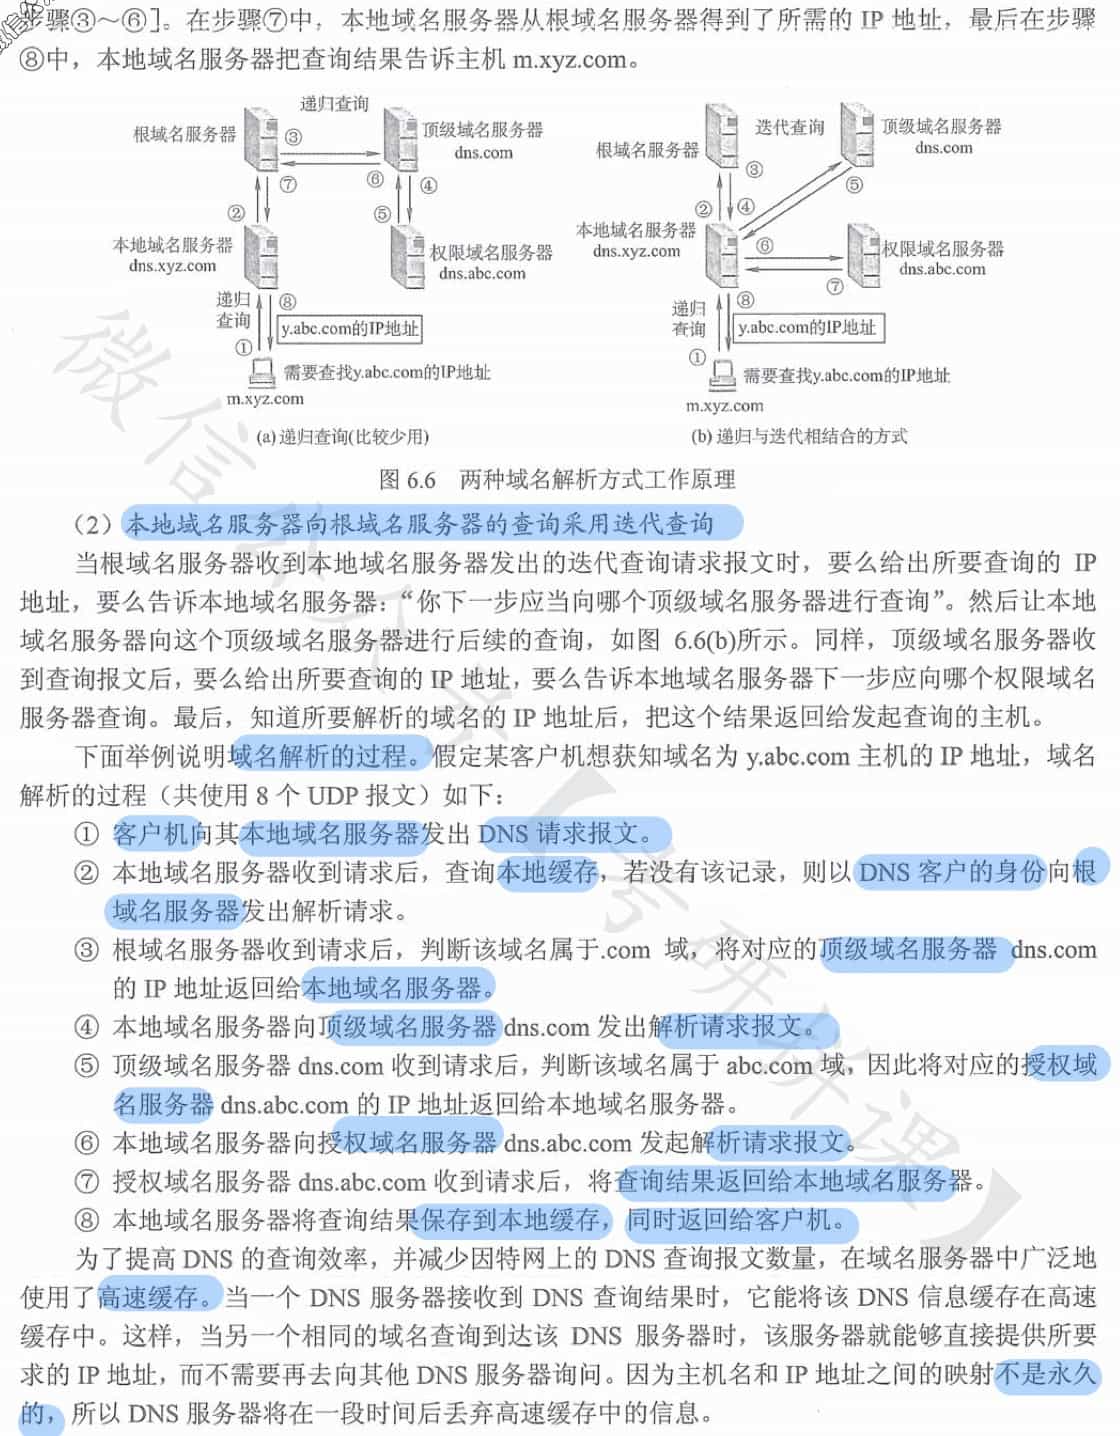 步骤③～⑥]。在步骤⑦中，本地域名服务器从根域名服务器得到了所需的 IP 地址，最后在步骤
⑧中，本地域名服务器把查询结果告诉主机 m.xyz.com。
递归查询
根域名服务器
③
顶级域名服务器
dns.com
⑦
⑥
④
②
⑤
本地域名服务器
dns.xyz.com
权限域名服务器
dns.abc.com
递归
查询
⑧
y.abc.com的IP地址
①
需要查找y.abc.com的IP地址
m.xyz.com
(a) 递归查询(比较少用)
迭代查询
根域名服务器
顶级域名服务器
dns.com
③
⑤
②
④
本地域名服务器
dns.xyz.com
⑥
权限域名服务器
dns.abc.com
⑦
递归
查询
⑧
y.abc.com的IP地址
①
需要查找y.abc.com的IP地址
m.xyz.com
(b) 递归与迭代相结合的方式
图 6.6 两种域名解析方式工作原理
（2）本地域名服务器向根域名服务器的查询采用迭代查询
当根域名服务器收到本地域名服务器发出的迭代查询请求报文时，要么给出所要查询的 IP
地址，要么告诉本地域名服务器：“你下一步应当向哪个顶级域名服务器进行查询”。然后让本地
域名服务器向这个顶级域名服务器进行后续的查询，如图 6.6(b)所示。同样，顶级域名服务器收
到查询报文后，要么给出所要查询的 IP 地址，要么告诉本地域名服务器下一步应向哪个权限域名
服务器查询。最后，知道所要解析的域名的 IP 地址后，把这个结果返回给发起查询的主机。
下面举例说明域名解析的过程。假定某客户机想获知域名为 y.abc.com 主机的 IP 地址，域名
解析的过程（共使用 8 个 UDP 报文）如下：
① 客户机向其本地域名服务器发出 DNS 请求报文。
② 本地域名服务器收到请求后，查询本地缓存，若没有该记录，则以 DNS 客户的身份向根
域名服务器发出解析请求。
③ 根域名服务器收到请求后，判断该域名属于.com 域，将对应的顶级域名服务器 dns.com
的 IP 地址返回给本地域名服务器。
④ 本地域名服务器向顶级域名服务器 dns.com 发出解析请求报文。
⑤ 顶级域名服务器 dns.com 收到请求后，判断该域名属于 abc.com 域，因此将对应的授权域
名服务器 dns.abc.com 的 IP 地址返回给本地域名服务器。
⑥ 本地域名服务器向授权域名服务器 dns.abc.com 发起解析请求报文。
⑦ 授权域名服务器 dns.abc.com 收到请求后，将查询结果返回给本地域名服务器。
⑧ 本地域名服务器将查询结果保存到本地缓存，同时返回给客户机。
为了提高 DNS 的查询效率，并减少因特网上的 DNS 查询报文数量，在域名服务器中广泛地
使用了高速缓存。当一个 DNS 服务器接收到 DNS 查询结果时，它能将该 DNS 信息缓存在高速
缓存中。这样，当另一个相同的域名查询到达该 DNS 服务器时，该服务器就能够直接提供所要
求的 IP 地址，而不需要再去向其他 DNS 服务器询问。因为主机名和 IP 地址之间的映射不是永久
的，所以 DNS 服务器将在一段时间后丢弃高速缓存中的信息。